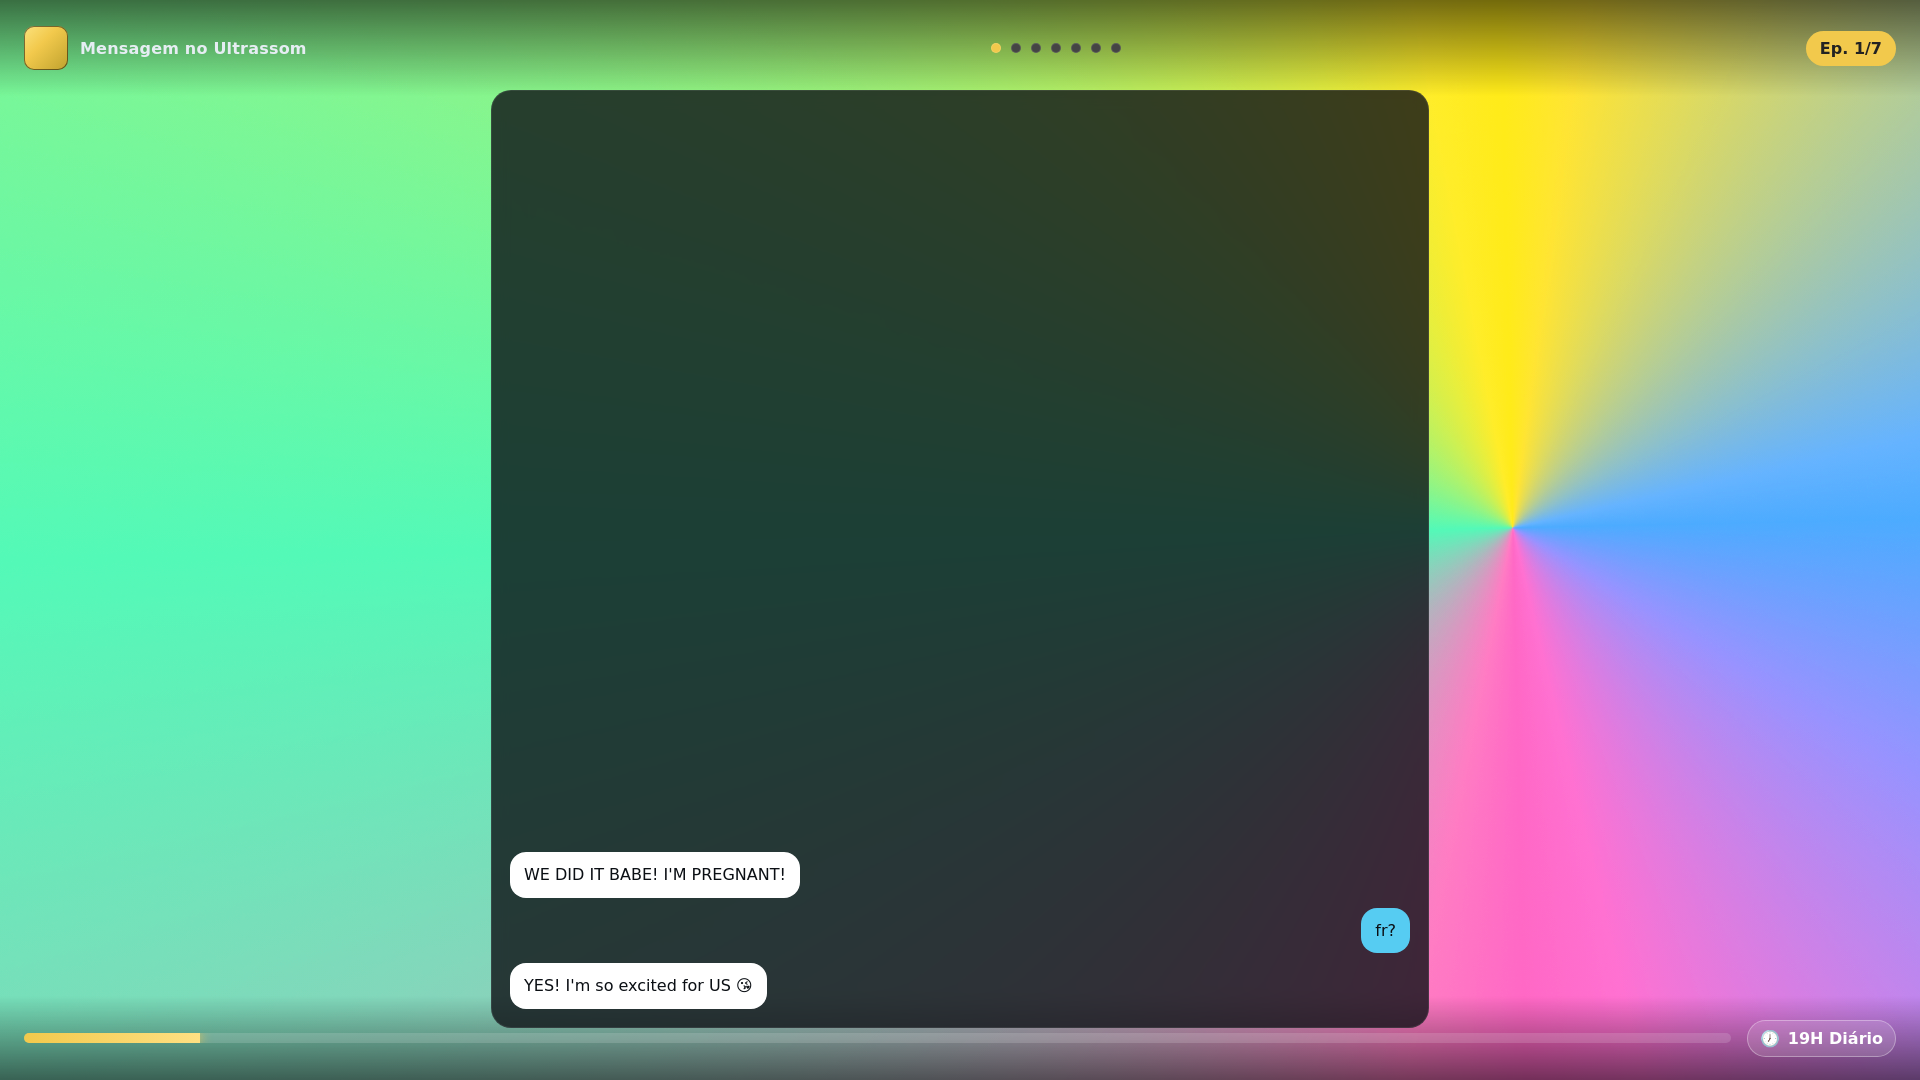 Mensagem no Ultrassom
Ep. 1/7
WE DID IT BABE! I'M PREGNANT!
fr?
YES! I'm so excited for US 😘
🕖 19H Diário